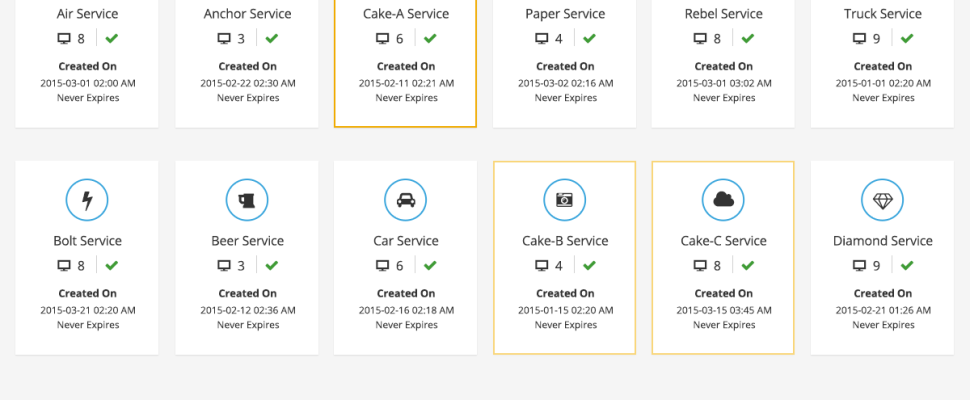 Air Service
Anchor Service
Cake-A Service
Paper Service
Rebel Service
Truck Service
8
3
6
4
8
9
Created On
Created On
Created On
Created On
Created On
Created On
2015-03-01 02:00 AM
2015-02-22 02:30 AM
2015-02-11 02:21 AM
2015-03-02 02:16 AM
2015-03-01 03:02 AM
2015-01-01 02:20 AM
Never Expires
Never Expires
Never Expires
Never Expires
Never Expires
Never Expires
Bolt Service
Beer Service
Car Service
Cake-B Service
Cake-C Service
Diamond Service
8
3
6
4
8
9
Created On
Created On
Created On
Created On
Created On
Created On
2015-03-21 02:20 AM
2015-02-12 02:36 AM
2015-02-16 02:18 AM
2015-01-15 02:20 AM
2015-03-15 03:45 AM
2015-02-21 01:26 AM
Never Expires
Never Expires
Never Expires
Never Expires
Never Expires
Never Expires